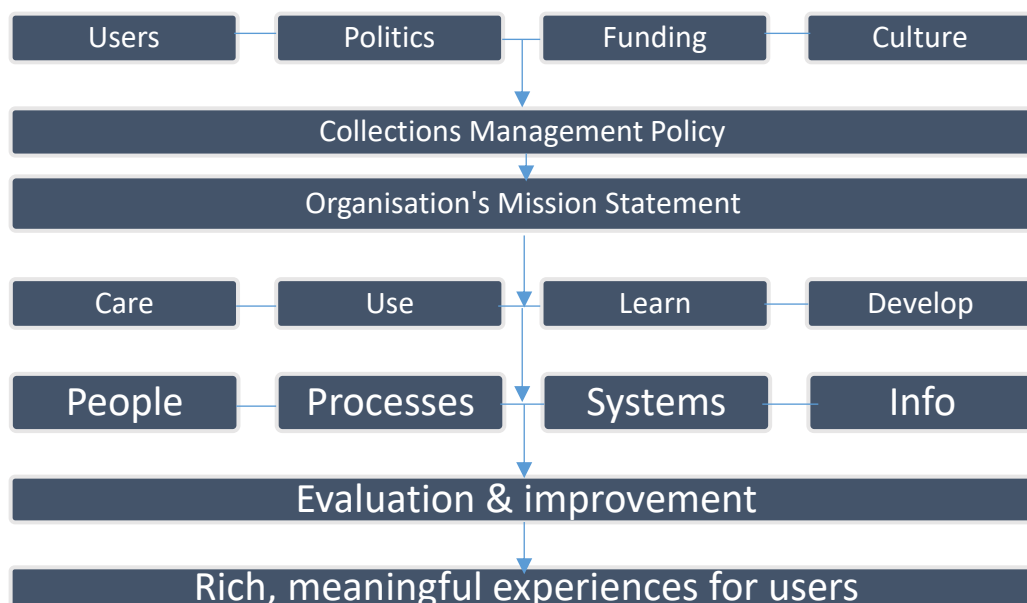 Users Politics Funding Culture
Collections Management Policy
Organisation's Mission Statement
Care Use Learn Develop
People Processes Systems Info
Evaluation & improvement
Rich, meaningful experiences for users